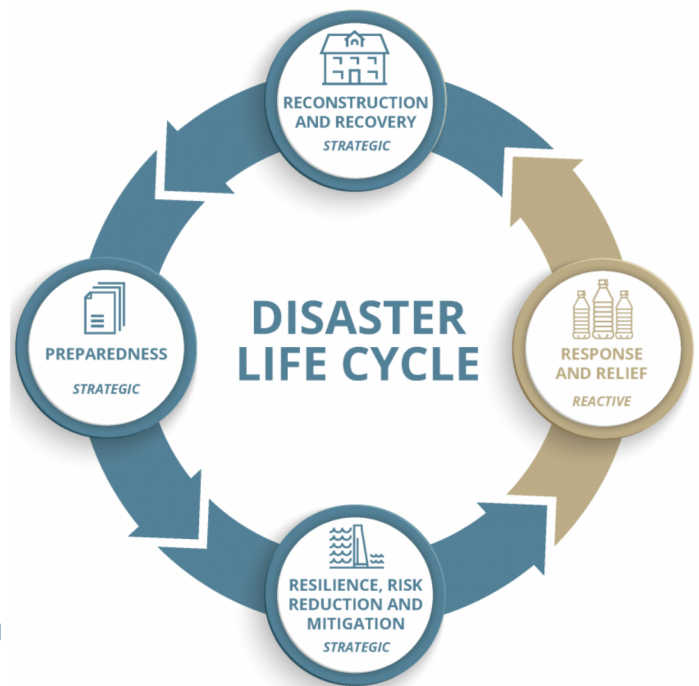 RECONSTRUCTION
AND RECOVERY
STRATEGIC
DISASTER
LIFE CYCLE
PREPAREDNESS
STRATEGIC
RESPONSE
AND RELIEF
REACTIVE
RESILIENCE, RISK
REDUCTION AND
MITIGATION
STRATEGIC